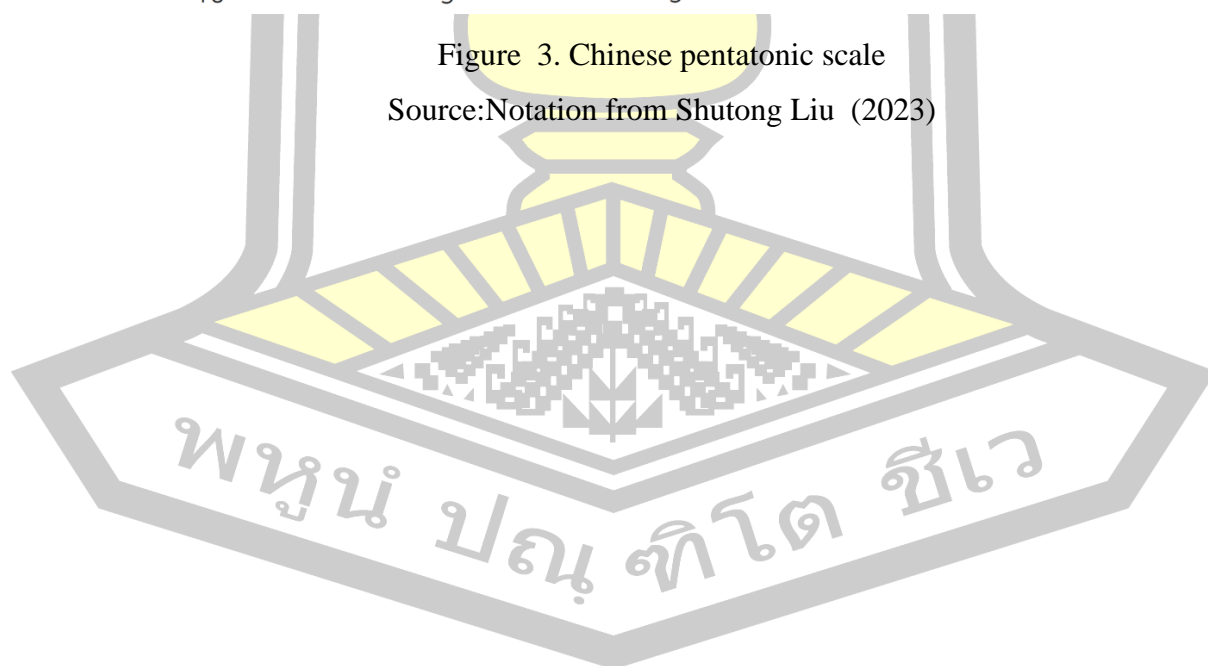 Figure 3. Chinese pentatonic scale
Source:Notation from Shutong Liu (2023)
พหูนํ ปณฺฑิโต ชีเว